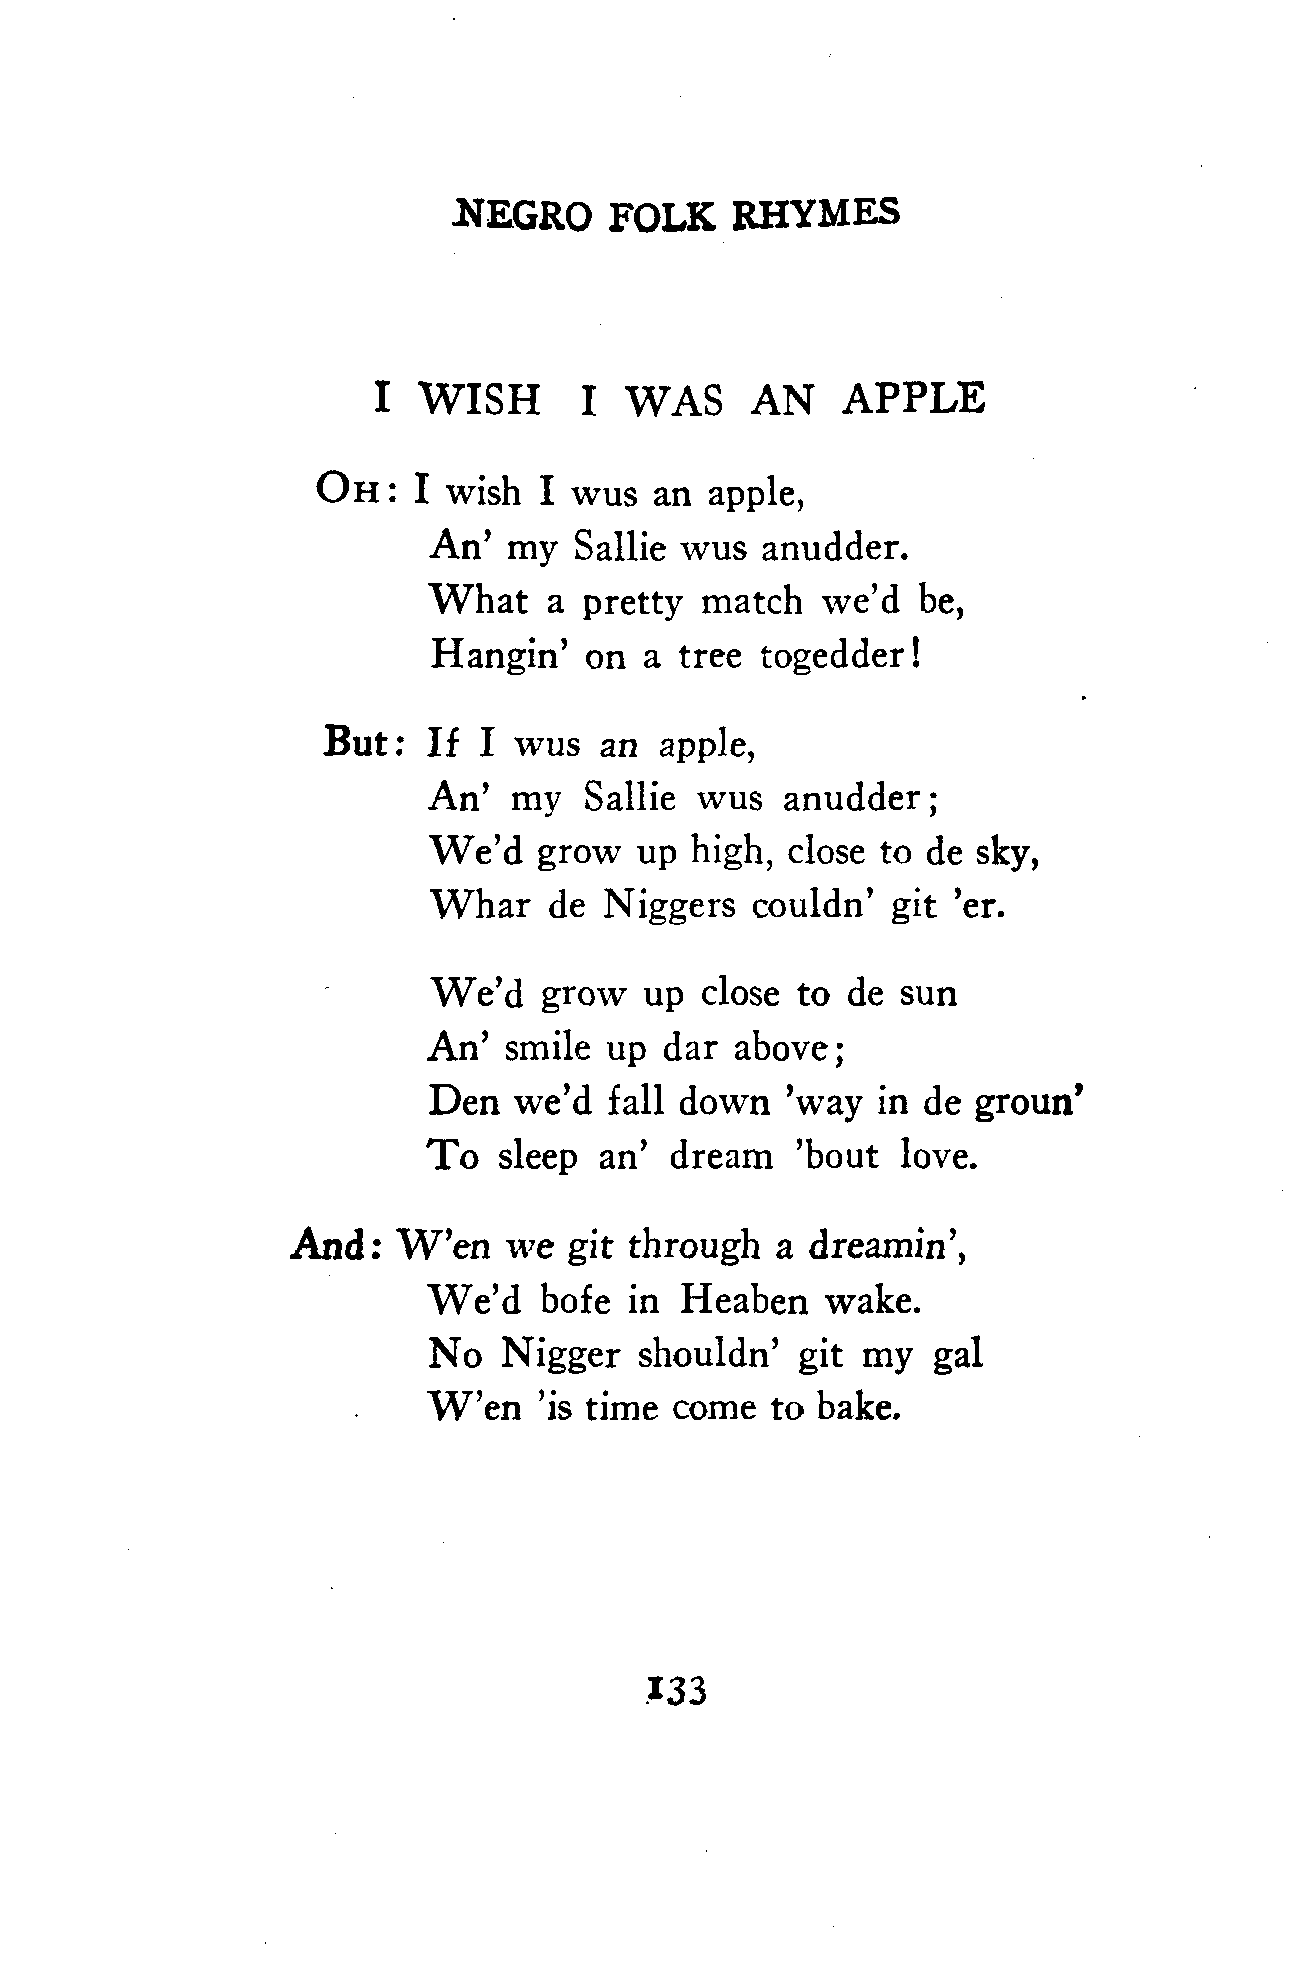 NEGRO FOLK RHYMES
I WISH I WAS AN APPLE
OH: I wish I wus an apple,
An' my Sallie wus anudder.
What a pretty match we'd be,
Hangin' on a tree togedder!
But: If I wus an apple,
An' my Sallie wus anudder;
We'd grow up high, close to de sky,
Whar de Niggers couldn' git 'er.
We'd grow up close to de sun
An' smile up dar above;
Den we'd fall down 'way in de groun'
To sleep an' dream 'bout love.
And: W'en we git through a dreamin',
We'd bofe in Heaben wake.
No Nigger shouldn' git my gal
W'en 'is time come to bake.
133